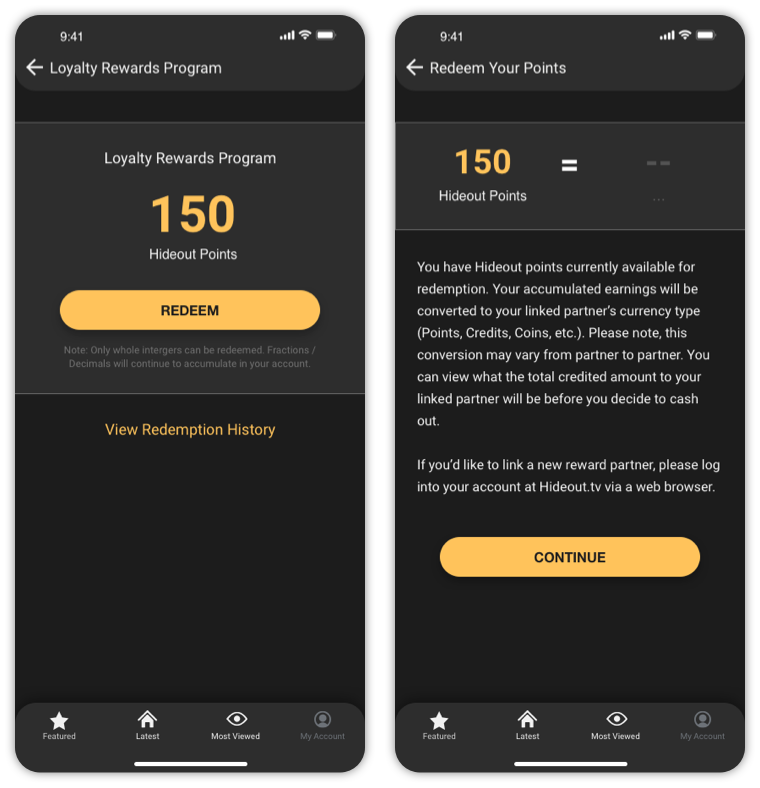 9:41
Loyalty Rewards Program
Loyalty Rewards Program
150
Hideout Points
REDEEM
Note: Only whole intergers can be redeemed. Fractions /
Decimals will continue to accumulate in your account.
View Redemption History
Featured
Latest
Most Viewed
My Account
9:41
Redeem Your Points
150
=
--
Hideout Points
...
You have Hideout points currently available for
redemption. Your accumulated earnings will be
converted to your linked partner’s currency type
(Points, Credits, Coins, etc.). Please note, this
conversion may vary from partner to partner. You
can view what the total credited amount to your
linked partner will be before you decide to cash
out.
If you’d like to link a new reward partner, please log
into your account at Hideout.tv via a web browser.
CONTINUE
Featured
Latest
Most Viewed
My Account